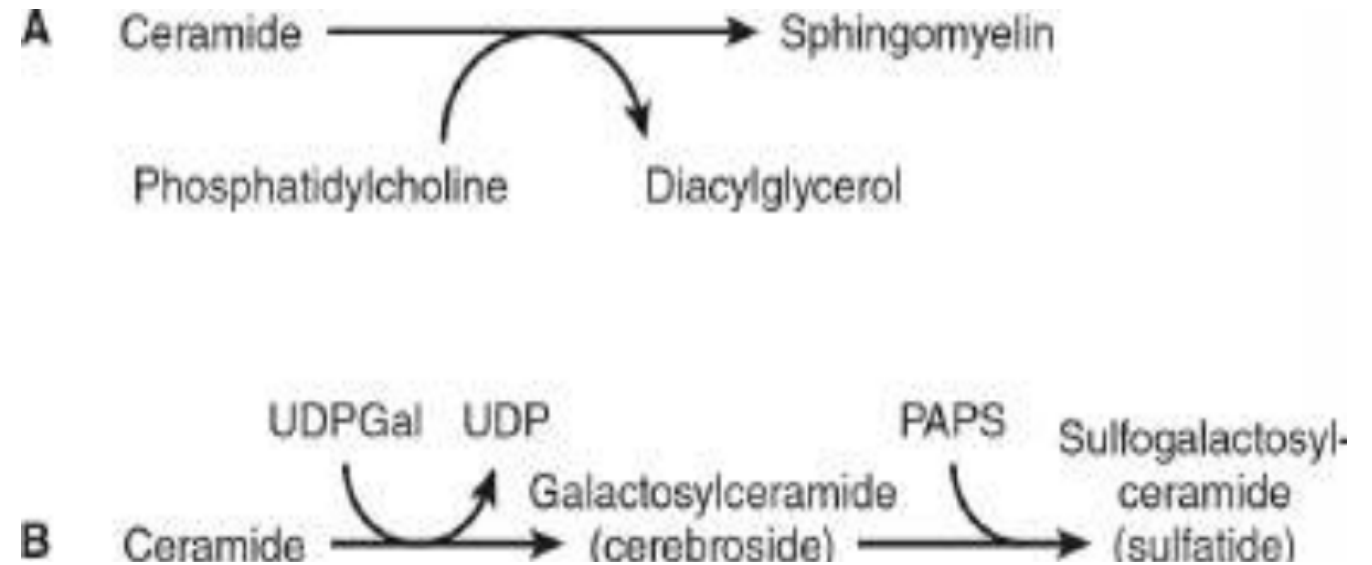 A Ceramide Sphingomyelin
Phosphatidylcholine Diacylglycerol
UDPGal UDP PAPS Sulfogalactosyl-
Galactosylceramide ceramide
B Ceramide (cerebroside) (sulfatide)